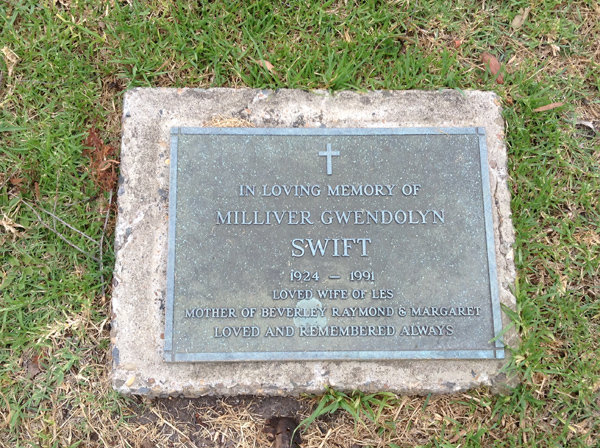 IN LOVING MEMORY OF
MILLIVER GWENDOLYN
SWIFT
1924 - 1991
LOVED WIFE OF LES
MOTHER OF BEVERLEY RAYMOND & MARGARET
LOVED AND REMEMBERED ALWAYS